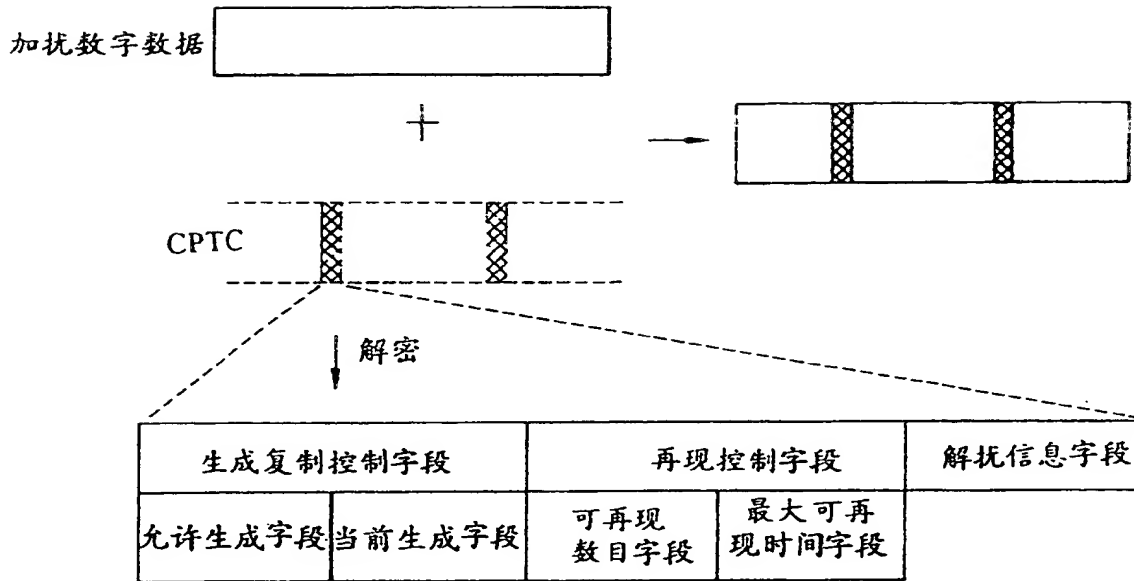 加扰数字数据
CPTC
解密
生成复制控制字段
再现控制字段
解扰信息字段
允许生成字段
当前生成字段
可再现
数目字段
最大可再
现时间字段